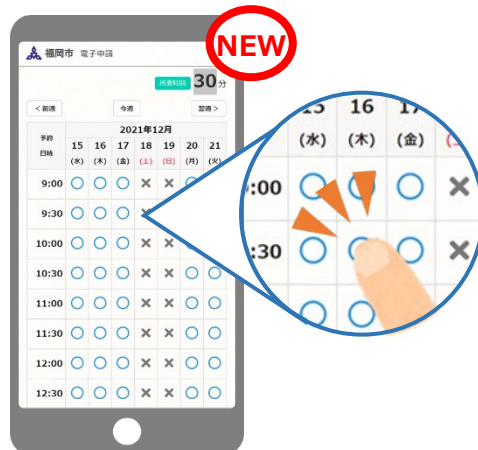 NEW
福岡市 電子申請
所要時間 30分
<前週 今週 翌週>
予約日時 2021年12月
15 16 17 18 19 20 21
(水) (木) (金) (土) (日) (月) (火)
9:00 ○ ○ ○ × × ○
9:30 ○ ○ ○ ×
10:00 ○ ○ ○ × × ○
10:30 ○ ○ ○ × × ○ ○
11:00 ○ ○ ○ × × ○ ○
11:30 ○ ○ ○ × × ○ ○
12:00 ○ ○ ○ × × ○ ○
12:30 ○ ○ ○ × × ○ ○
15 16 17
(水) (木) (金)
:00 ○ ○ ○ ×
:30 ○ ○ ○ ×
○ ○